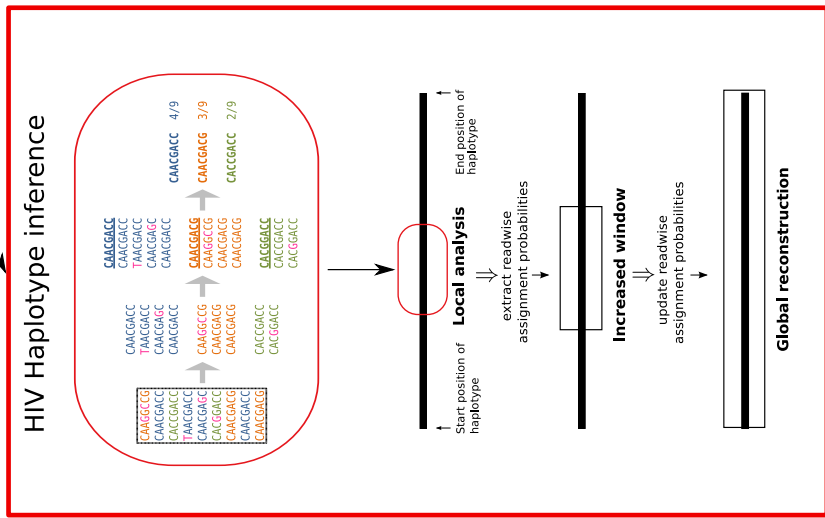 HIV Haplotype inference
CAAGGCCG
CAACGACC
CACCGACC
TAACGACC
CAACGAGC
CACGGACC
CAACGACG
CAACGACC
CAACGACG
CAACGACC
TAACGACC
CAACGAGC
CAACGACC
CAAGGCCG
CAACGACG
CAACGACG
CACCGACC
CACGGACC
CAACGACC
CAACGACC
TAACGACC
CAACGAGC
CAACGACC
CAACGACG
CAAGGCCG
CAACGACG
CAACGACG
CACGGACC
CACCGACC
CACGGACC
CAACGACC 4/9
CAACGACG 3/9
CACCGACC 2/9
Start position of
haplotype
Local analysis
End position of
haplotype
extract readwise
assignment probabilities
Increased window
update readwise
assignment probabilities
Global reconstruction